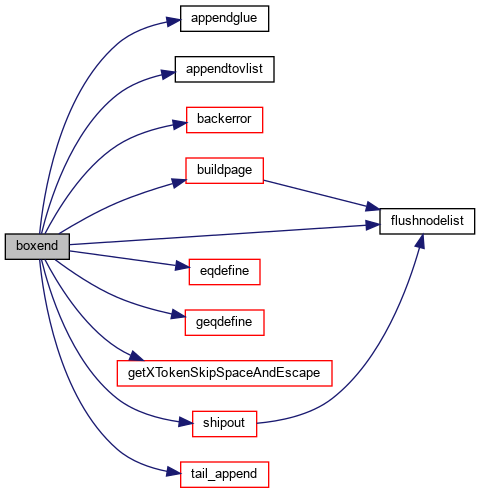 appendglue
appendtovlist
backerror
buildpage
flushnodelist
boxend
eqdefine
geqdefine
getXTokenSkipSpaceAndEscape
shipout
tail_append